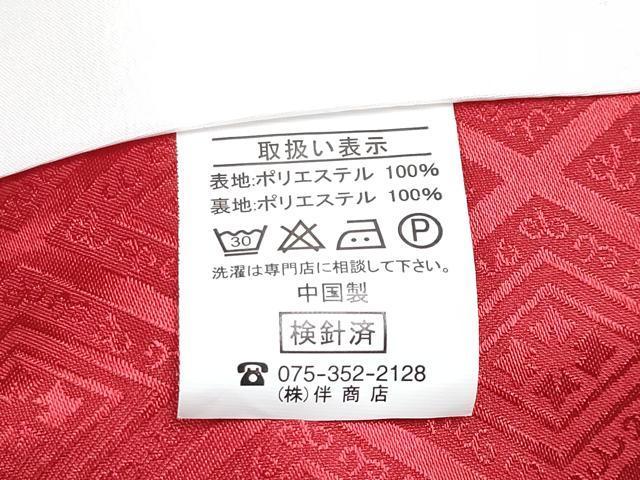 取扱い表示
表地:ポリエステル 100%
裏地:ポリエステル 100%
30 P
洗濯は専門店に相談して下さい。
中国製
検針済
☎ 075-352-2128
(株)伴商店